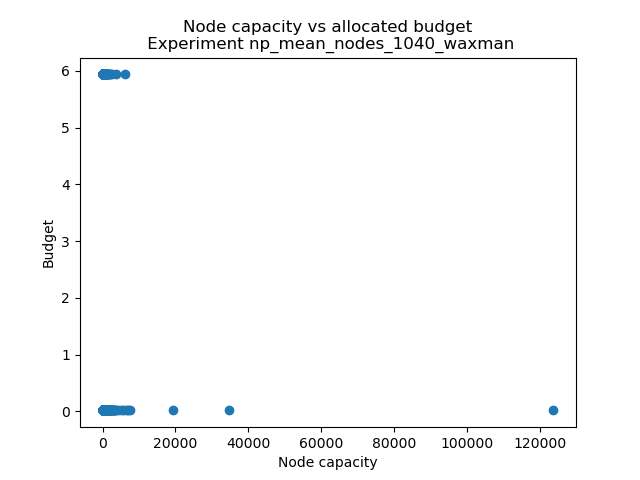 Node capacity vs allocated budget
Experiment np_mean_nodes_1040_waxman
6
5
4
3
2
1
0
Budget
0 20000 40000 60000 80000 100000 120000
Node capacity